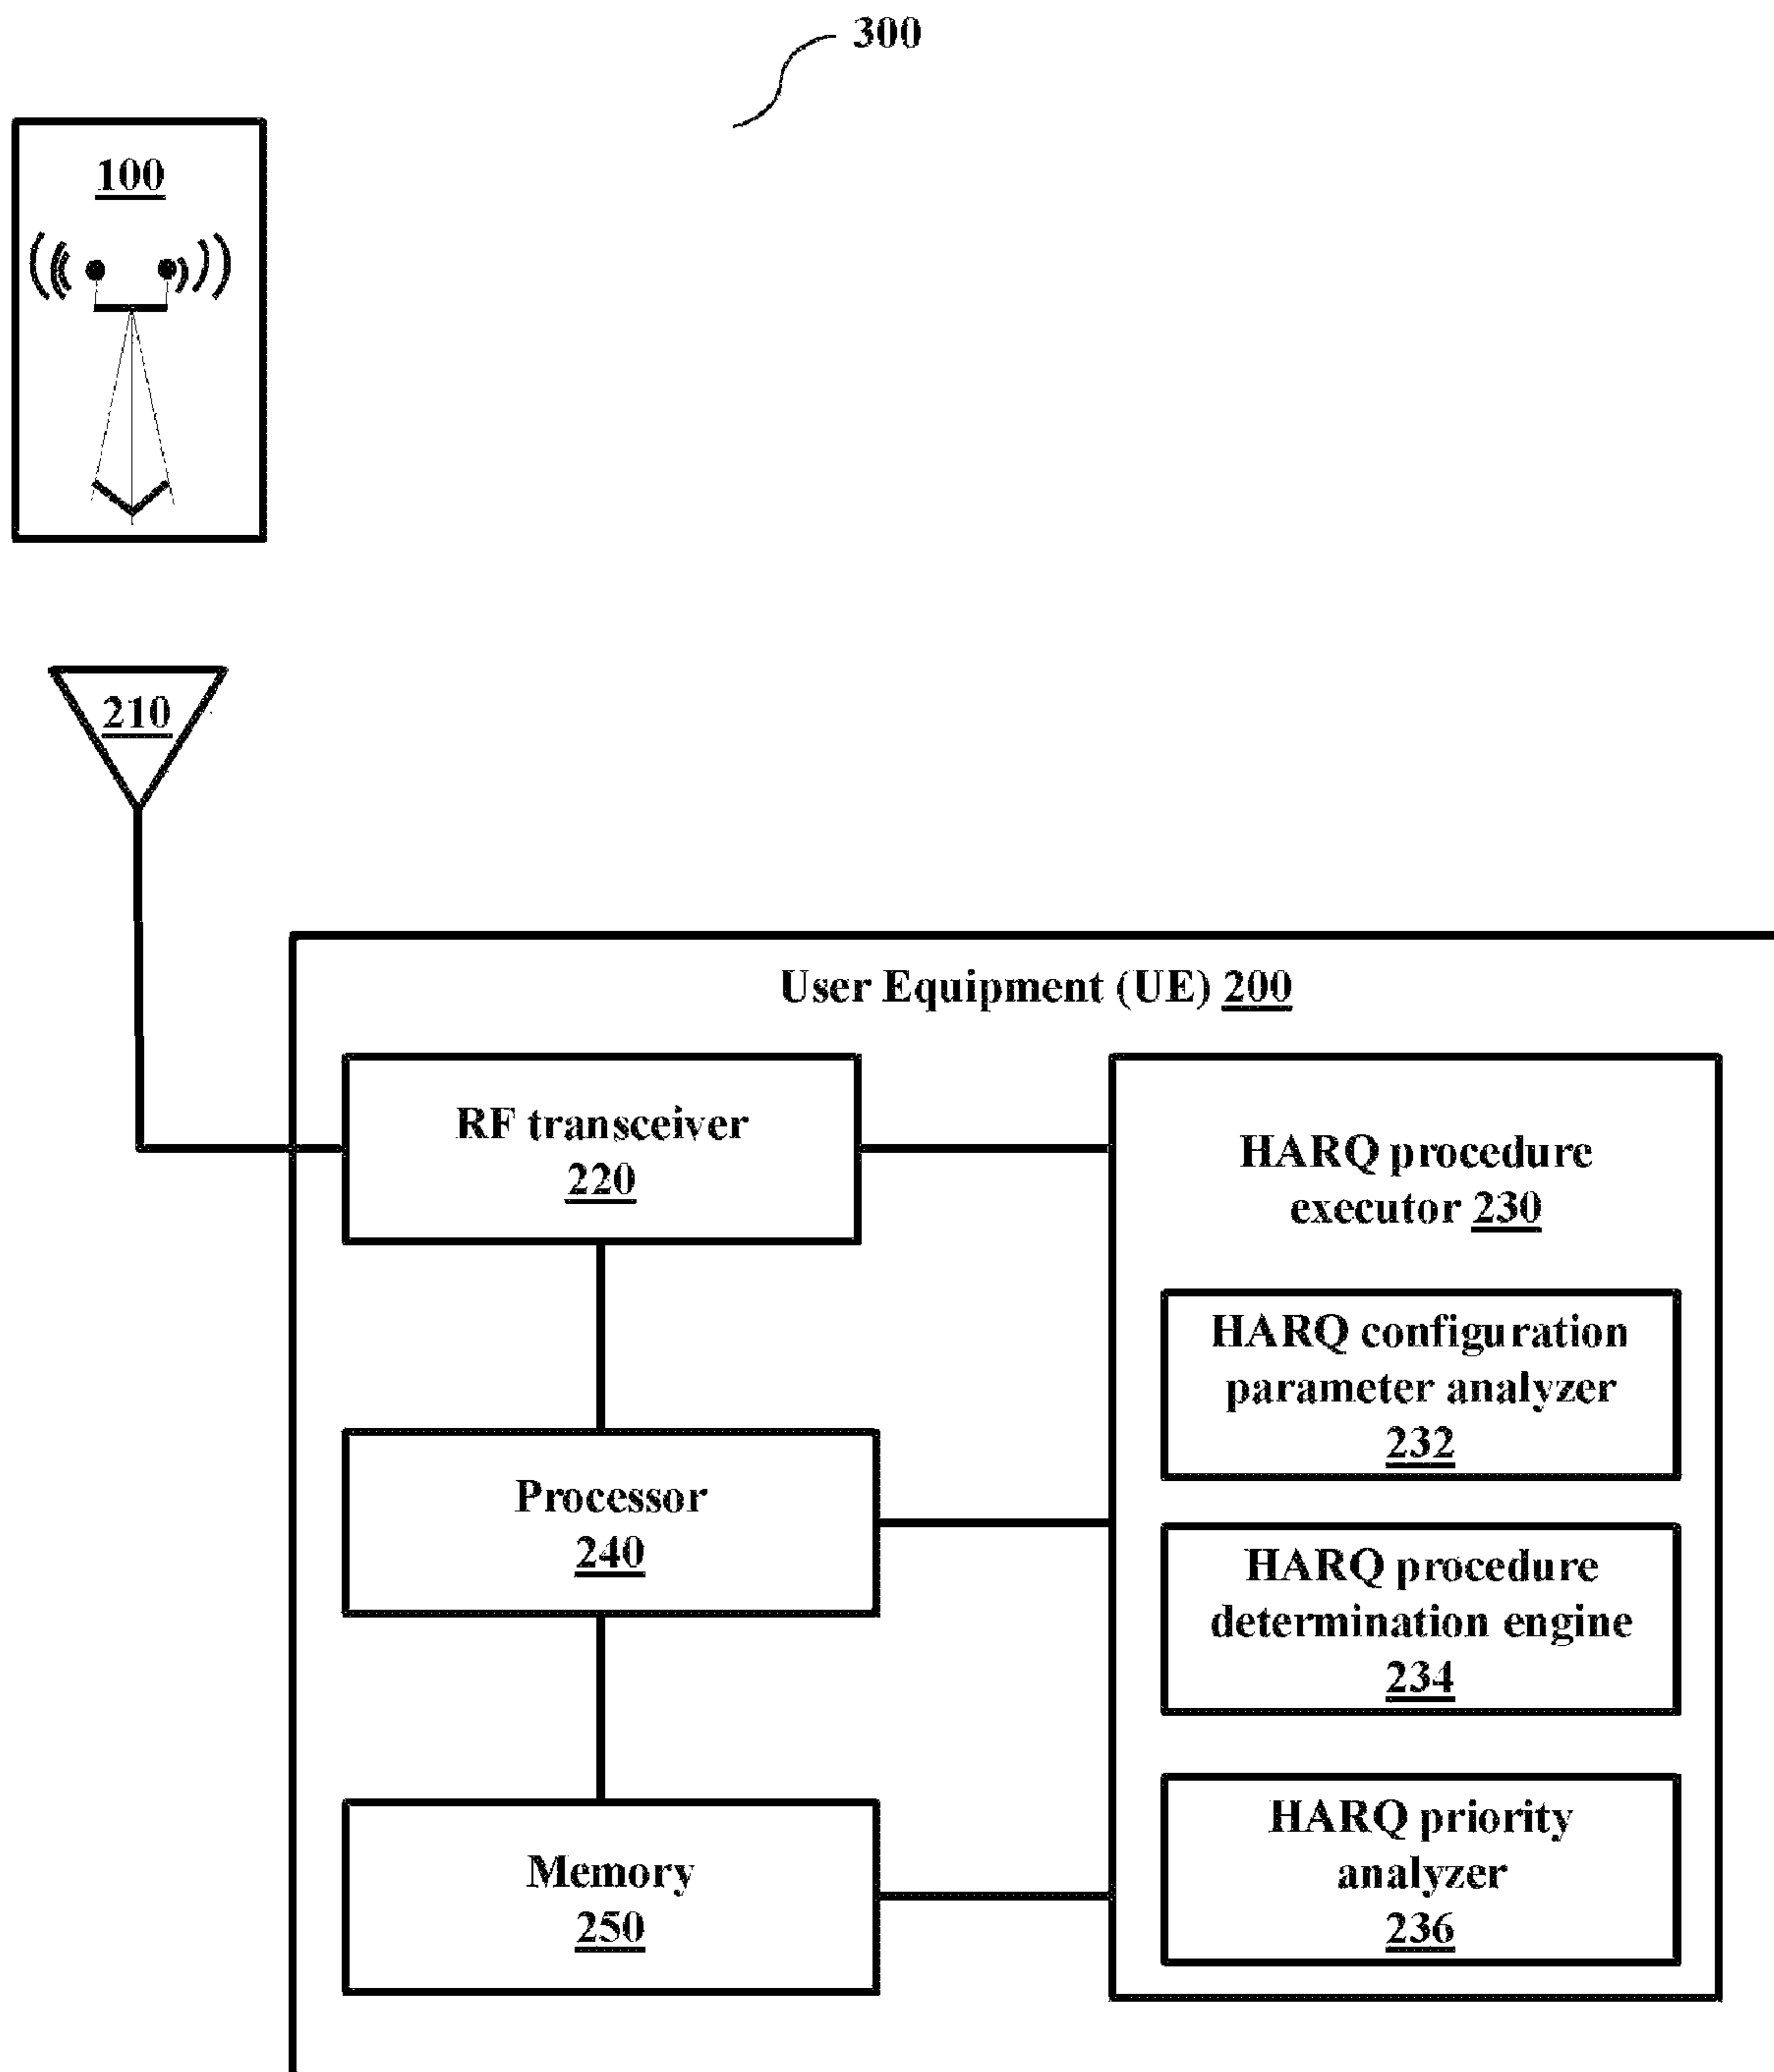 300
100
210
User Equipment (UE) 200
RF transceiver
220
HARQ procedure
executor 230
HARQ configuration
parameter analyzer
232
Processor
240
HARQ procedure
determination engine
234
Memory
250
HARQ priority
analyzer
236